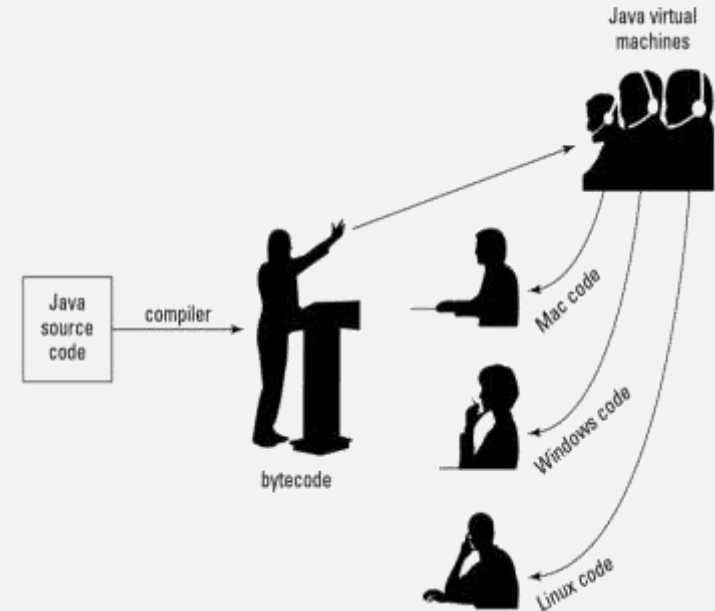 Java virtual
machines
Java
source
code
compiler
bytecode
Mac code
Windows code
Linux code